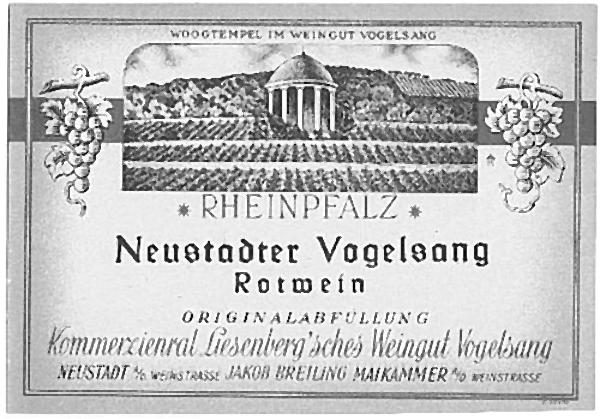 WOOGTEMPEL IM WEINGUT VOGELSANG
* RHEINPFALZ *
Neustadter Vogelsang
Rotwein
ORIGINALABFÜLLUNG
Kommerzienrat Liesenberg'sches Weingut Vogelsang
NEUSTADT A/D. WEINSTRASSE JAKOB BREILING MAIKAMMER A/D WEINSTRASSE